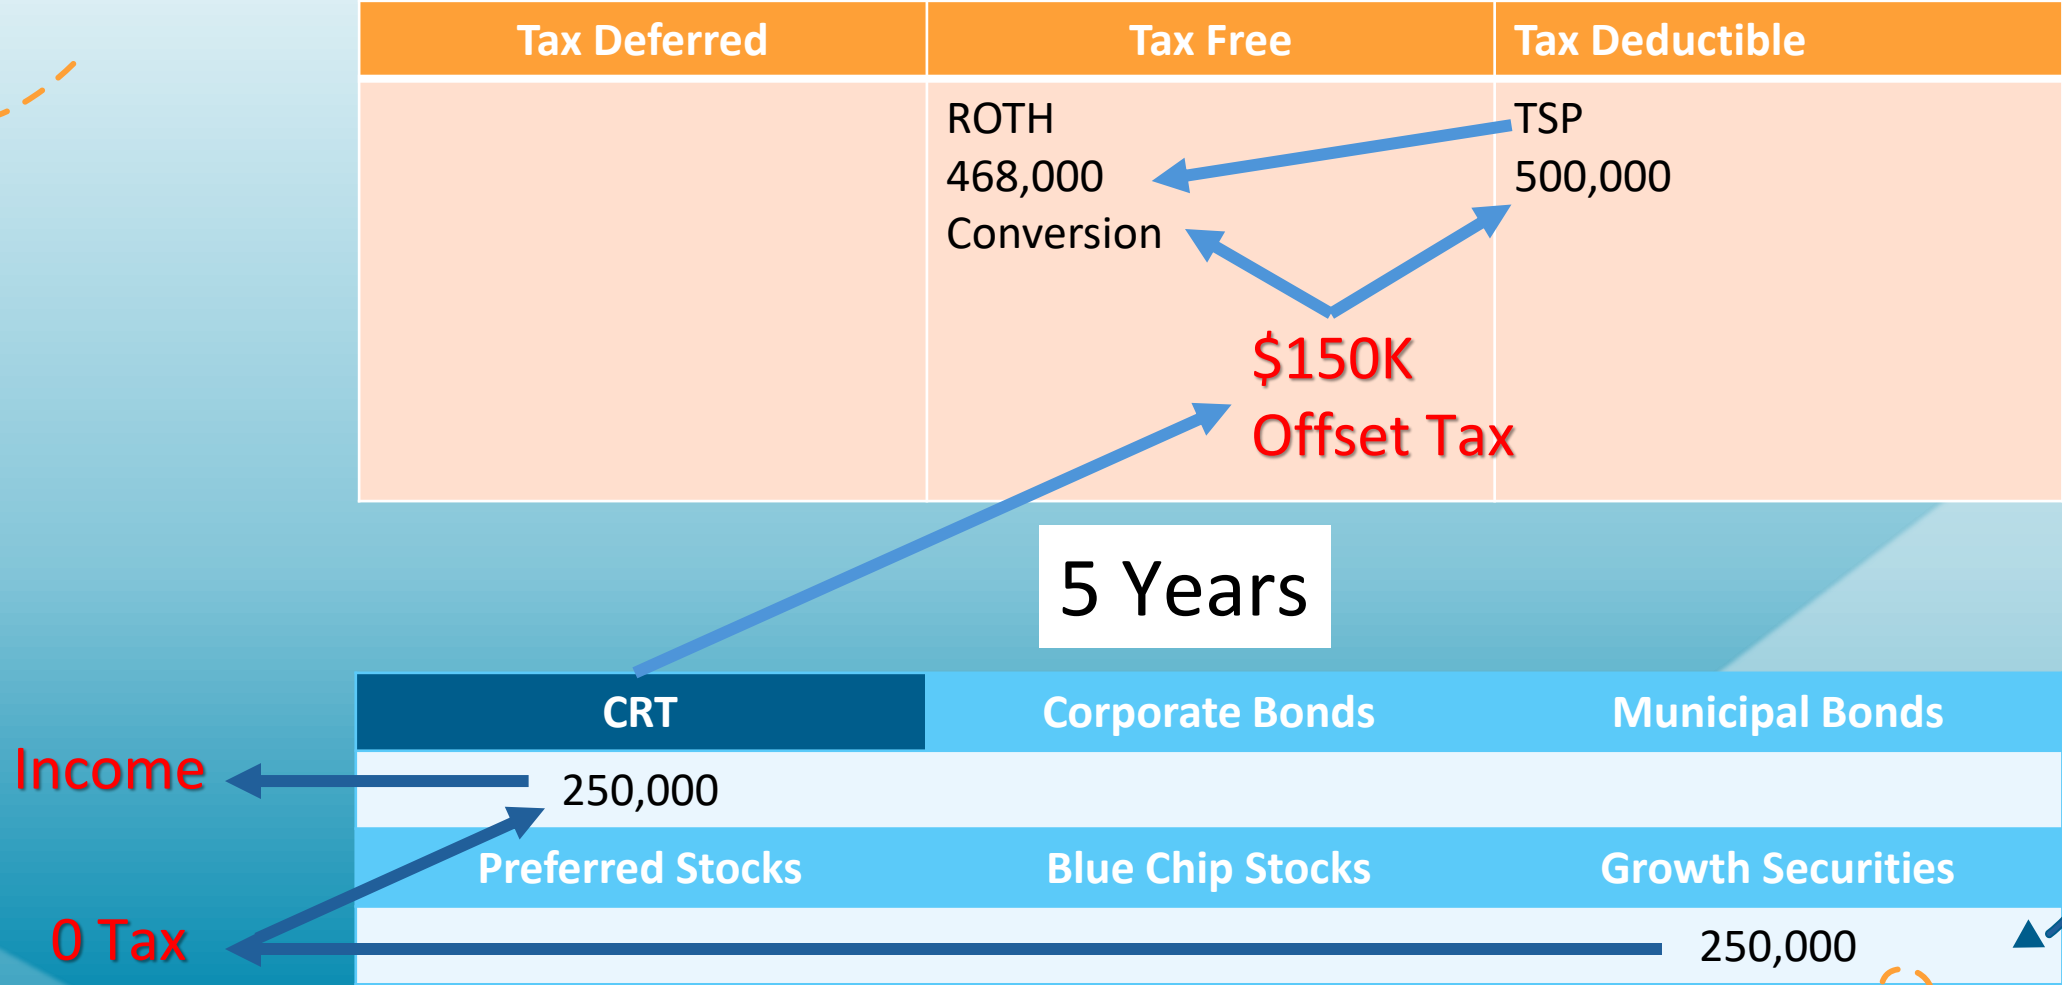 Tax Deferred
Tax Free
Tax Deductible
ROTH
468,000
Conversion
TSP
500,000
$150K
Offset Tax
5 Years
CRT
Corporate Bonds
Municipal Bonds
Income
250,000
Preferred Stocks
Blue Chip Stocks
Growth Securities
0 Tax
250,000